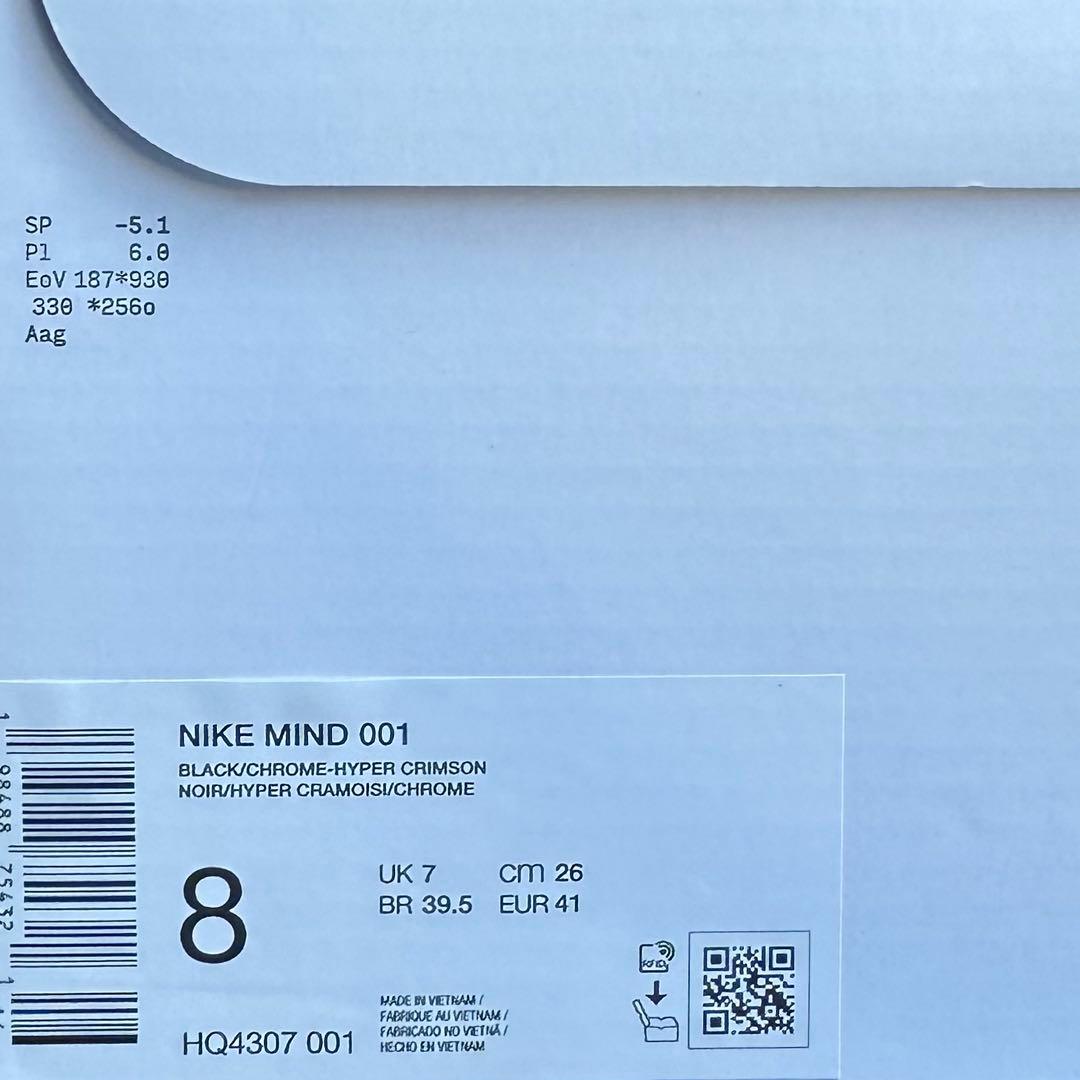 SP -5.1
Pl 6.0
EoV 187*930
330 *256o
Aag
NIKE MIND 001
BLACK/CHROME-HYPER CRIMSON
NOIR/HYPER CRAMOISI/CHROME
8
UK 7 cm 26
BR 39.5 EUR 41
HQ4307 001
MADE IN VIETNAM /
FABRIQUE AU VIETNAM /
FABRICADO NO VIETNÃ /
HECHO EN VIETNAM
RFID